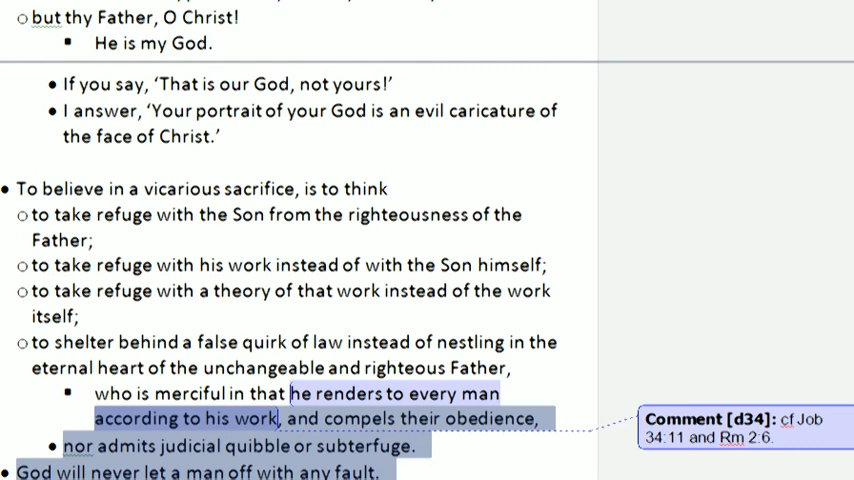 ○ but thy Father, O Christ!
▪ He is my God.
• If you say, ‘That is our God, not yours!’
• I answer, ‘Your portrait of your God is an evil caricature of
the face of Christ.’
• To believe in a vicarious sacrifice, is to think
○ to take refuge with the Son from the righteousness of the
Father;
○ to take refuge with his work instead of with the Son himself;
○ to take refuge with a theory of that work instead of the work
itself;
○ to shelter behind a false quirk of law instead of nestling in the
eternal heart of the unchangeable and righteous Father,
▪ who is merciful in that he renders to every man
according to his work, and compels their obedience,
• nor admits judicial quibble or subterfuge.
• God will never let a man off with any fault.
Comment [d34]: cf Job
34:11 and Rm 2:6.